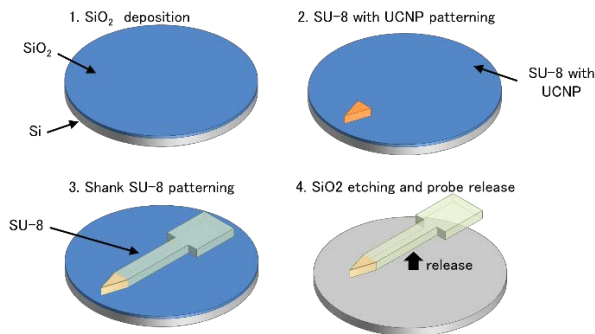 1. SiO₂ deposition
SiO₂
Si
2. SU-8 with UCNP patterning
SU-8 with
UCNP
3. Shank SU-8 patterning
SU-8
4. SiO2 etching and probe release
release